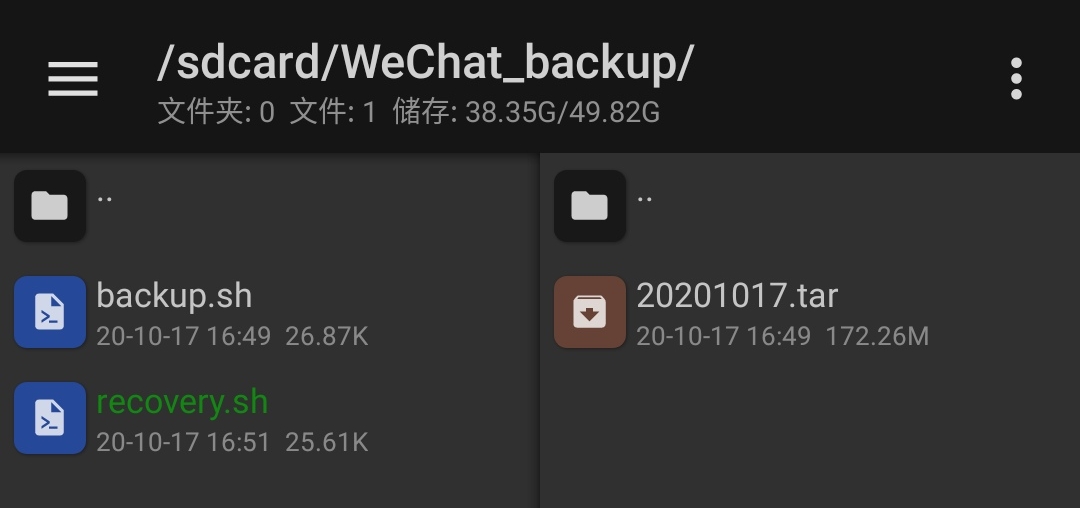 /sdcard/WeChat_backup/
文件夹: 0 文件: 1 储存: 38.35G/49.82G
..
backup.sh
20-10-17 16:49 26.87K
recovery.sh
20-10-17 16:51 25.61K
..
20201017.tar
20-10-17 16:49 172.26M